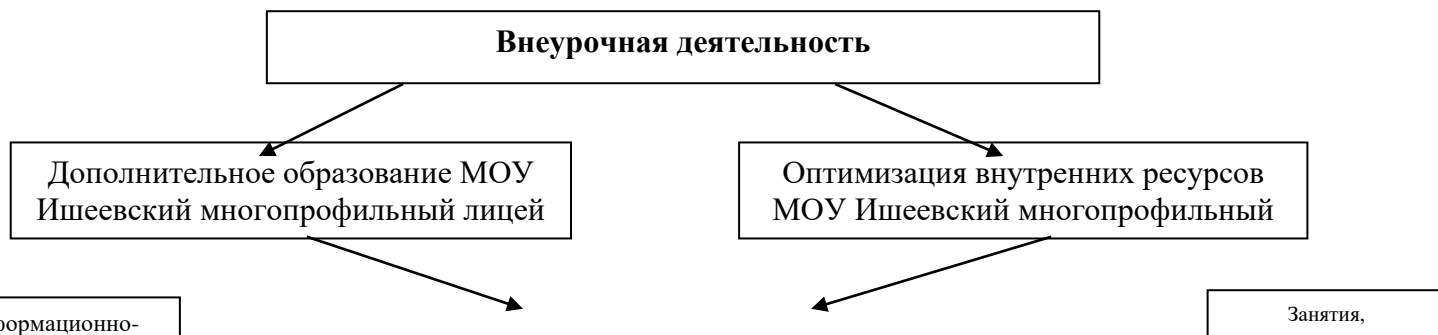 Внеурочная деятельность
Дополнительное образование МОУ
Ишеевский многопрофильный лицей
Оптимизация внутренних ресурсов
МОУ Ишеевский многопрофильный
Занятия,